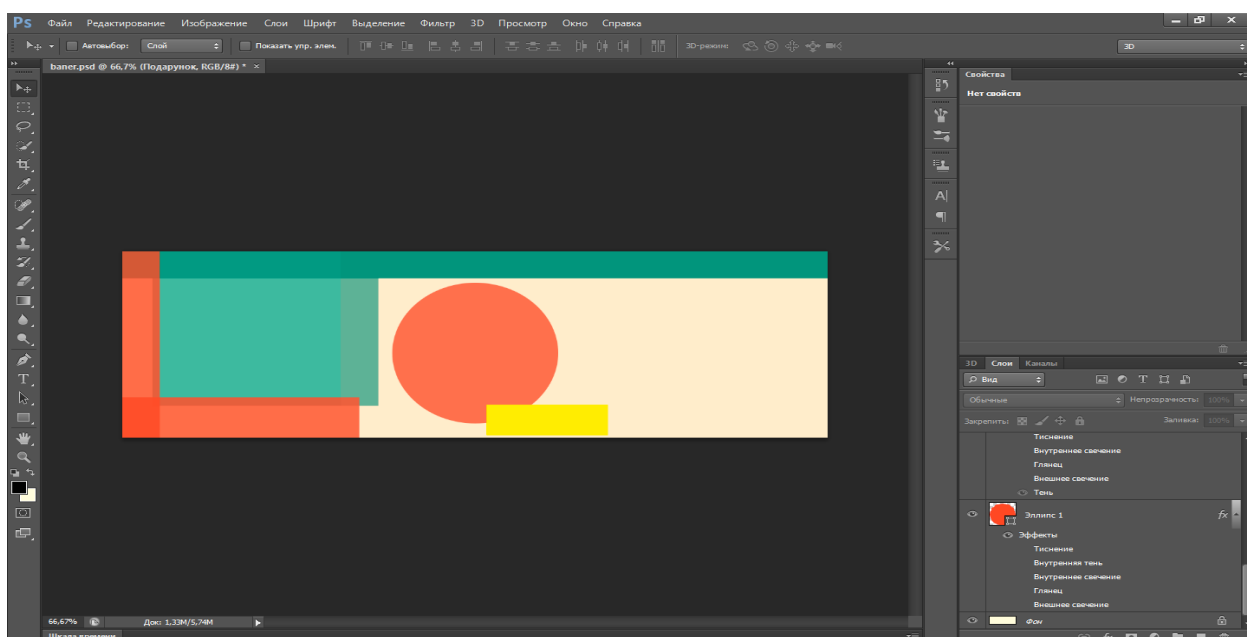 Ps Файл Редактирование Изображение Слои Шрифт Выделение Фильтр 3D Просмотр Окно Справка
Автовыбор: Слой Показать упр. элем. 3D-режим: 3D
baner.psd @ 66,7% (Подарунок, RGB/8#) * ×
Свойства
Нет свойств
3D Слои Каналы
Вид
Обычные Непрозрачность: 100%
Закрепить: Заливка: 100%
Тиснение
Внутреннее свечение
Глянец
Внешнее свечение
Тень
Эллипс 1 fx
Эффекты
Тиснение
Внутренняя тень
Внутреннее свечение
Глянец
Внешнее свечение
Фон
66,67% Док: 1,33M/5,74M
Шкала времени